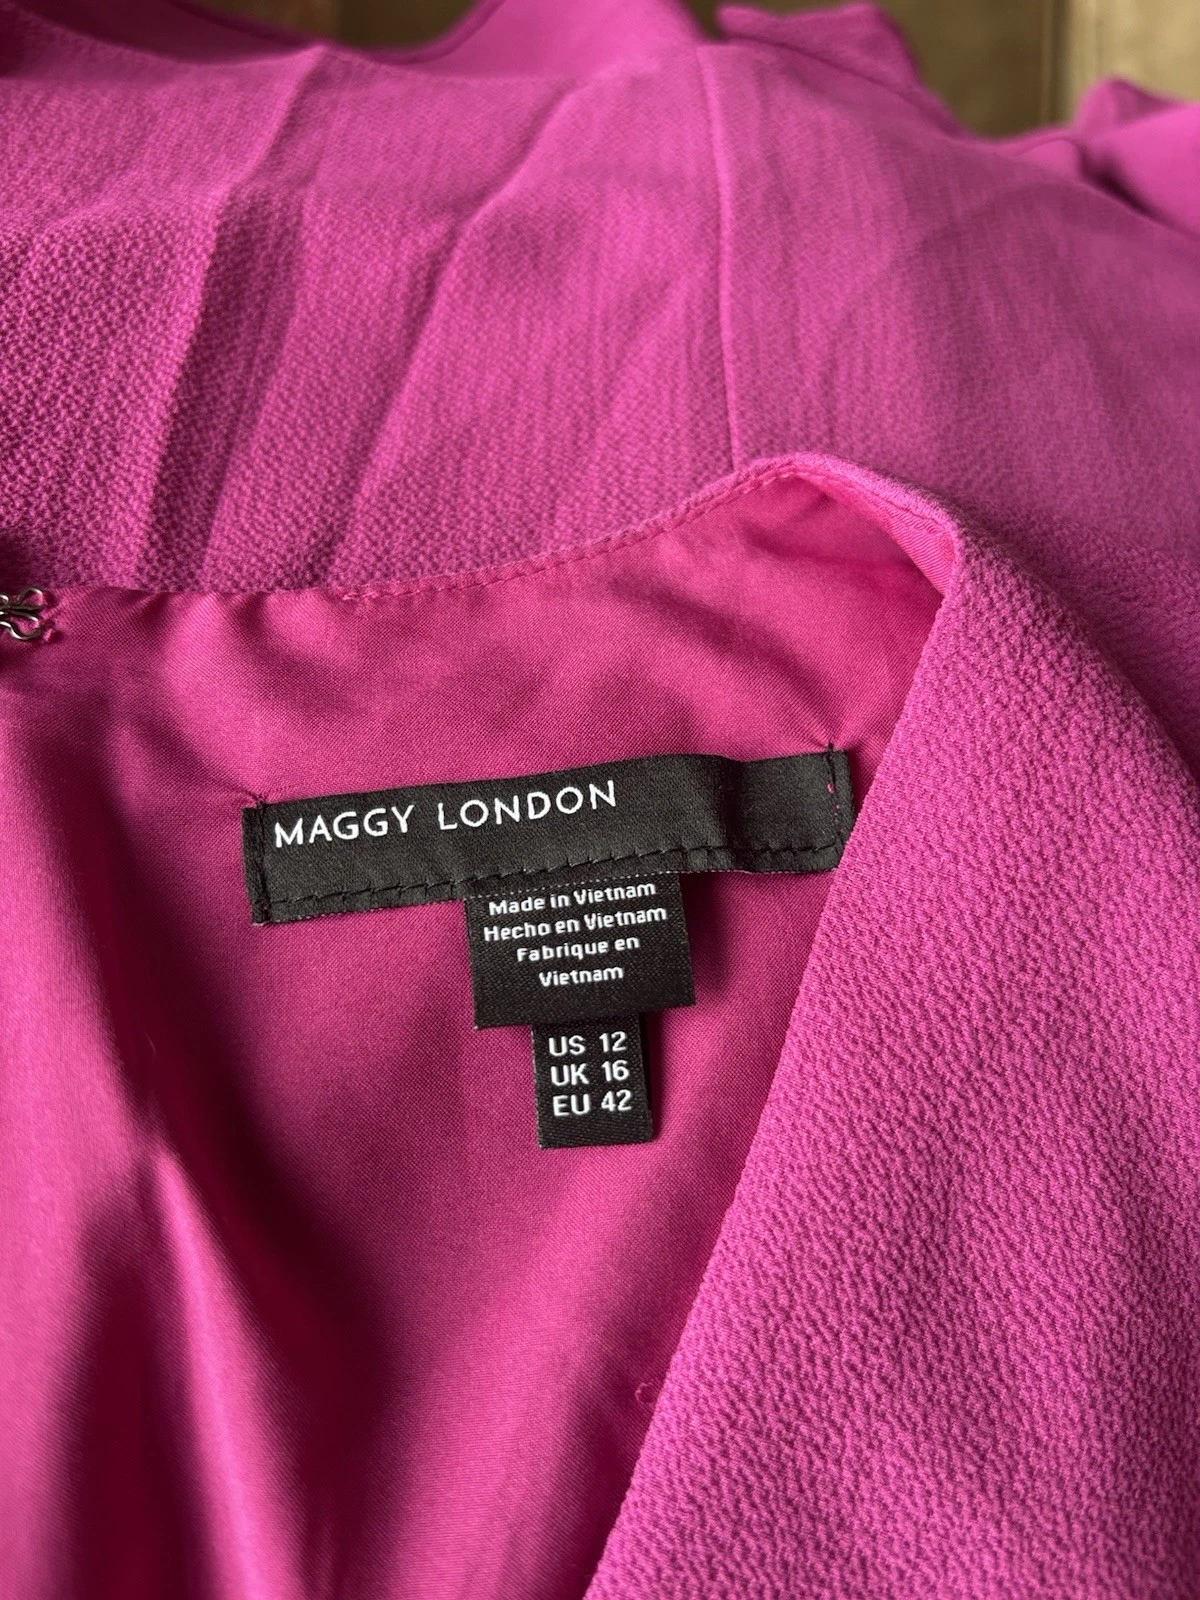 MAGGY LONDON
Made in Vietnam
Hecho en Vietnam
Fabrique en
Vietnam
US 12
UK 16
EU 42